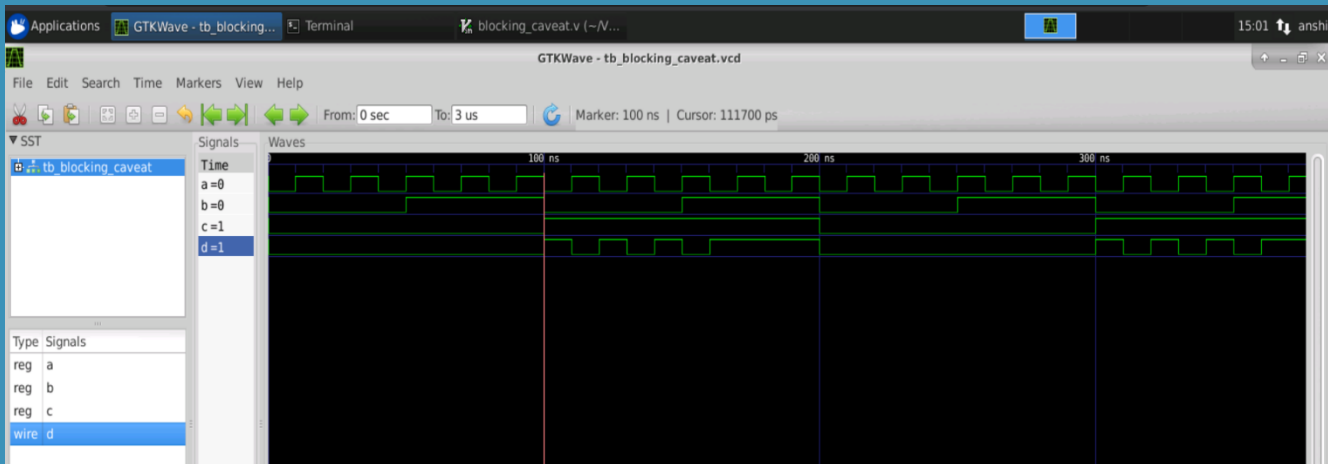 Applications GTKWave - tb_blocking... Terminal blocking_caveat.v (~/V... 15:01 anshi
GTKWave - tb_blocking_caveat.vcd
File Edit Search Time Markers View Help
From: 0 sec To: 3 us Marker: 100 ns | Cursor: 111700 ps
SST
tb_blocking_caveat
Type Signals
reg a
reg b
reg c
wire d
Signals
Time
a=0
b=0
c=1
d=1
Waves
0 100 ns 200 ns 300 ns